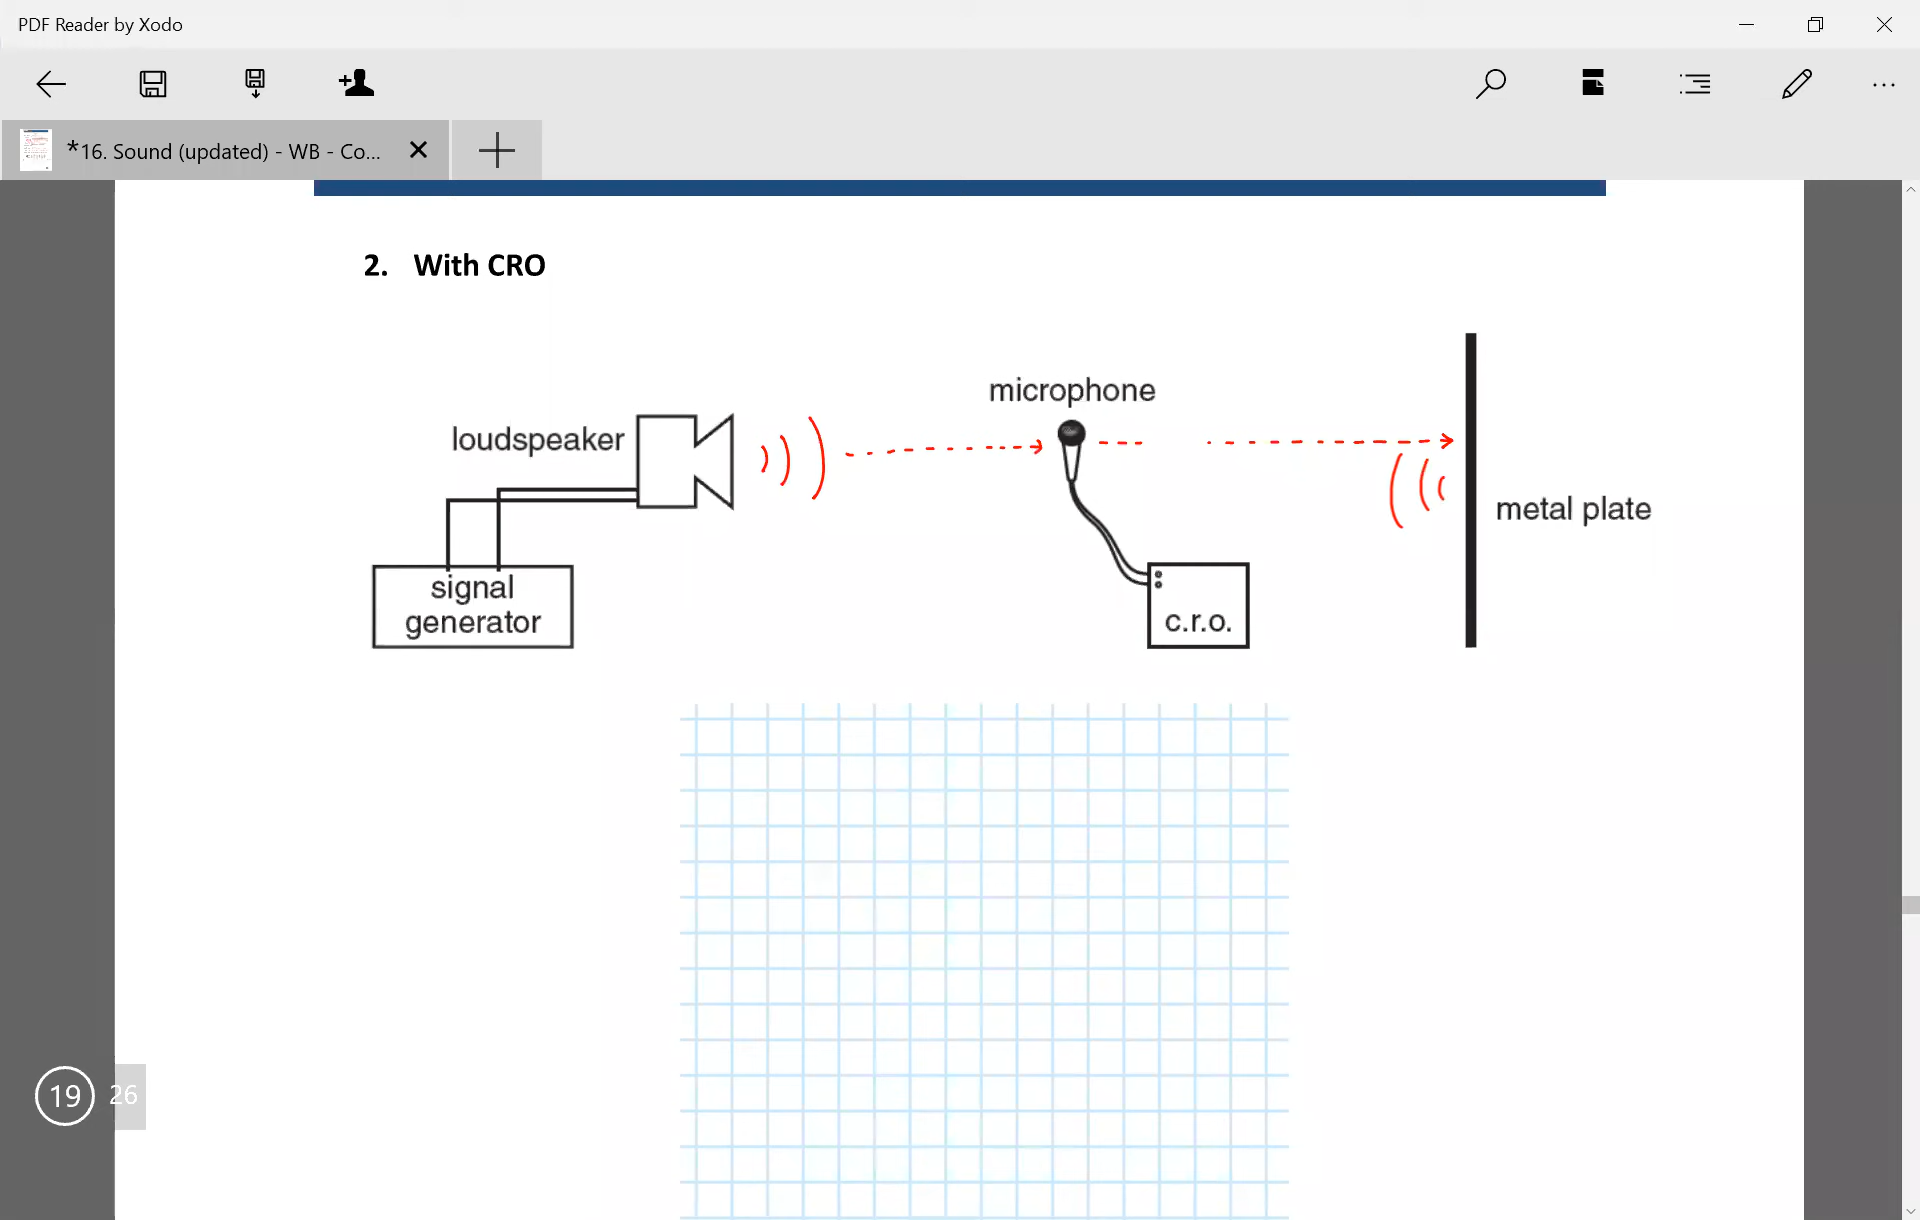 PDF Reader by Xodo
*16. Sound (updated) - WB - Co...
2. With CRO
microphone
loudspeaker
metal plate
signal
generator
c.r.o.
19 26